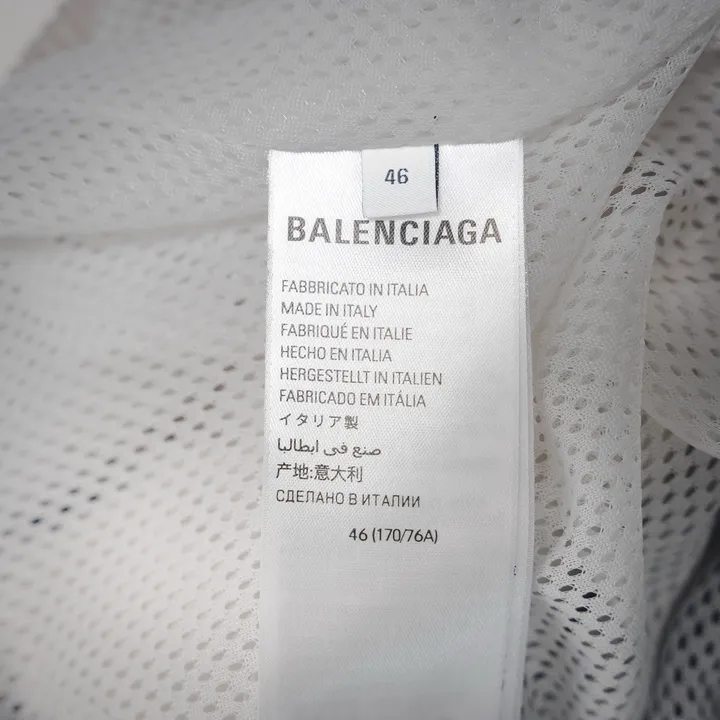 46
BALENCIAGA
FABBRICATO IN ITALIA
MADE IN ITALY
FABRIQUÉ EN ITALIE
HECHO EN ITALIA
HERGESTELLT IN ITALIEN
FABRICADO EM ITÁLIA
イタリア製
صنع في ايطاليا
产地:意大利
СДЕЛАНО В ИТАЛИИ
46 (170/76A)